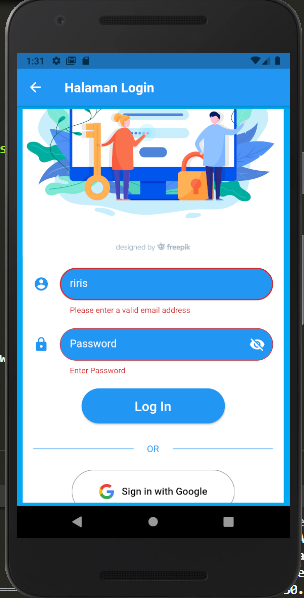 1:31
Halaman Login
designed by freepik
riris
Please enter a valid email address
Password
Enter Password
Log In
OR
Sign in with Google